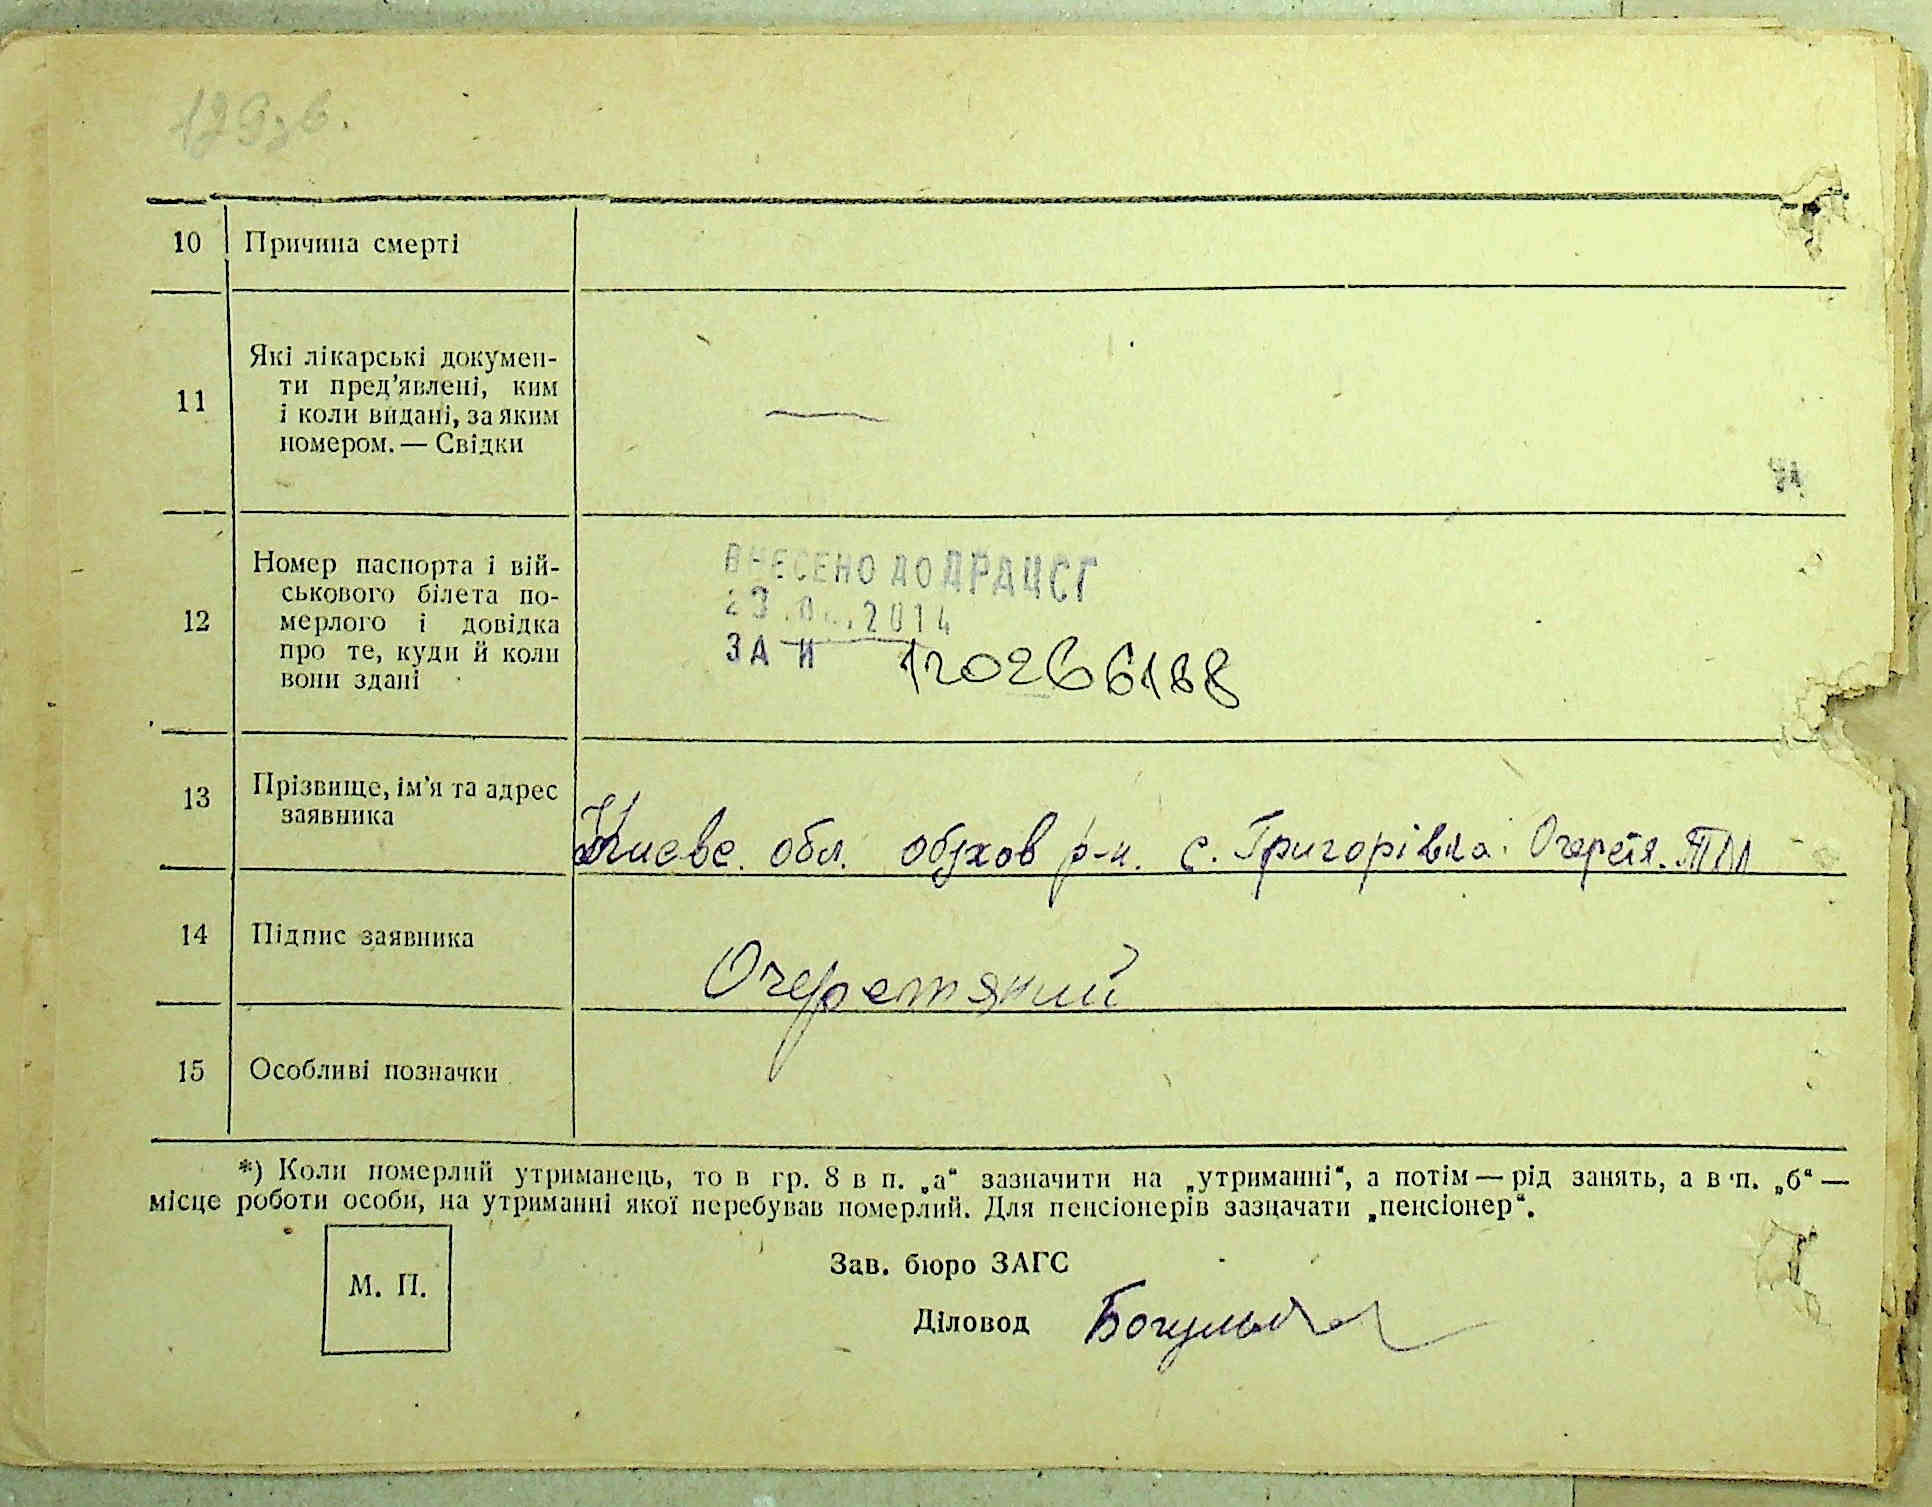 129зв.
10 Причина смерті
11 Які лікарські докумен-
ти пред’явлені, ким
і коли видані, за яким
номером. — Свідки
—
12 Номер паспорта і вій-
ськового білета по-
мерлого і довідка
про те, куди й коли
вони здані
ВНЕСЕНО ДО ДРАЦСГ
2014
ЗА N 120266188
13 Прізвище, ім’я та адрес
заявника
Києвс. обл. обухов р-н. с. Григорівка. Очеретя.
14 Підпис заявника
Очеретяний
15 Особливі позначки
*) Коли померлий утриманець, то в гр. 8 в п. „а“ зазначити на „утриманні“, а потім — рід занять, а в п. „б“ —
місце роботи особи, на утриманні якої перебував померлий. Для пенсіонерів зазначати „пенсіонер“.
М. П.
Зав. бюро ЗАГС
Діловод